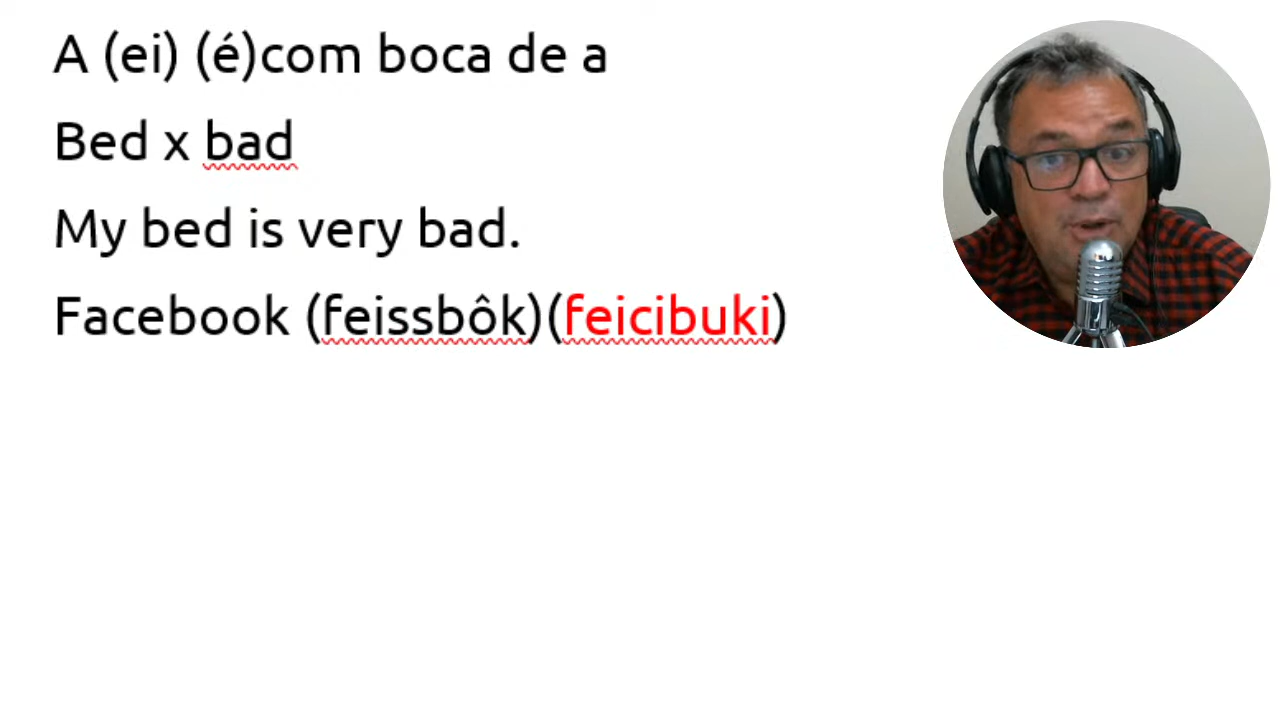 A (ei) (é)com boca de a
Bed x bad
My bed is very bad.
Facebook (feissbôk)(feicibuki)